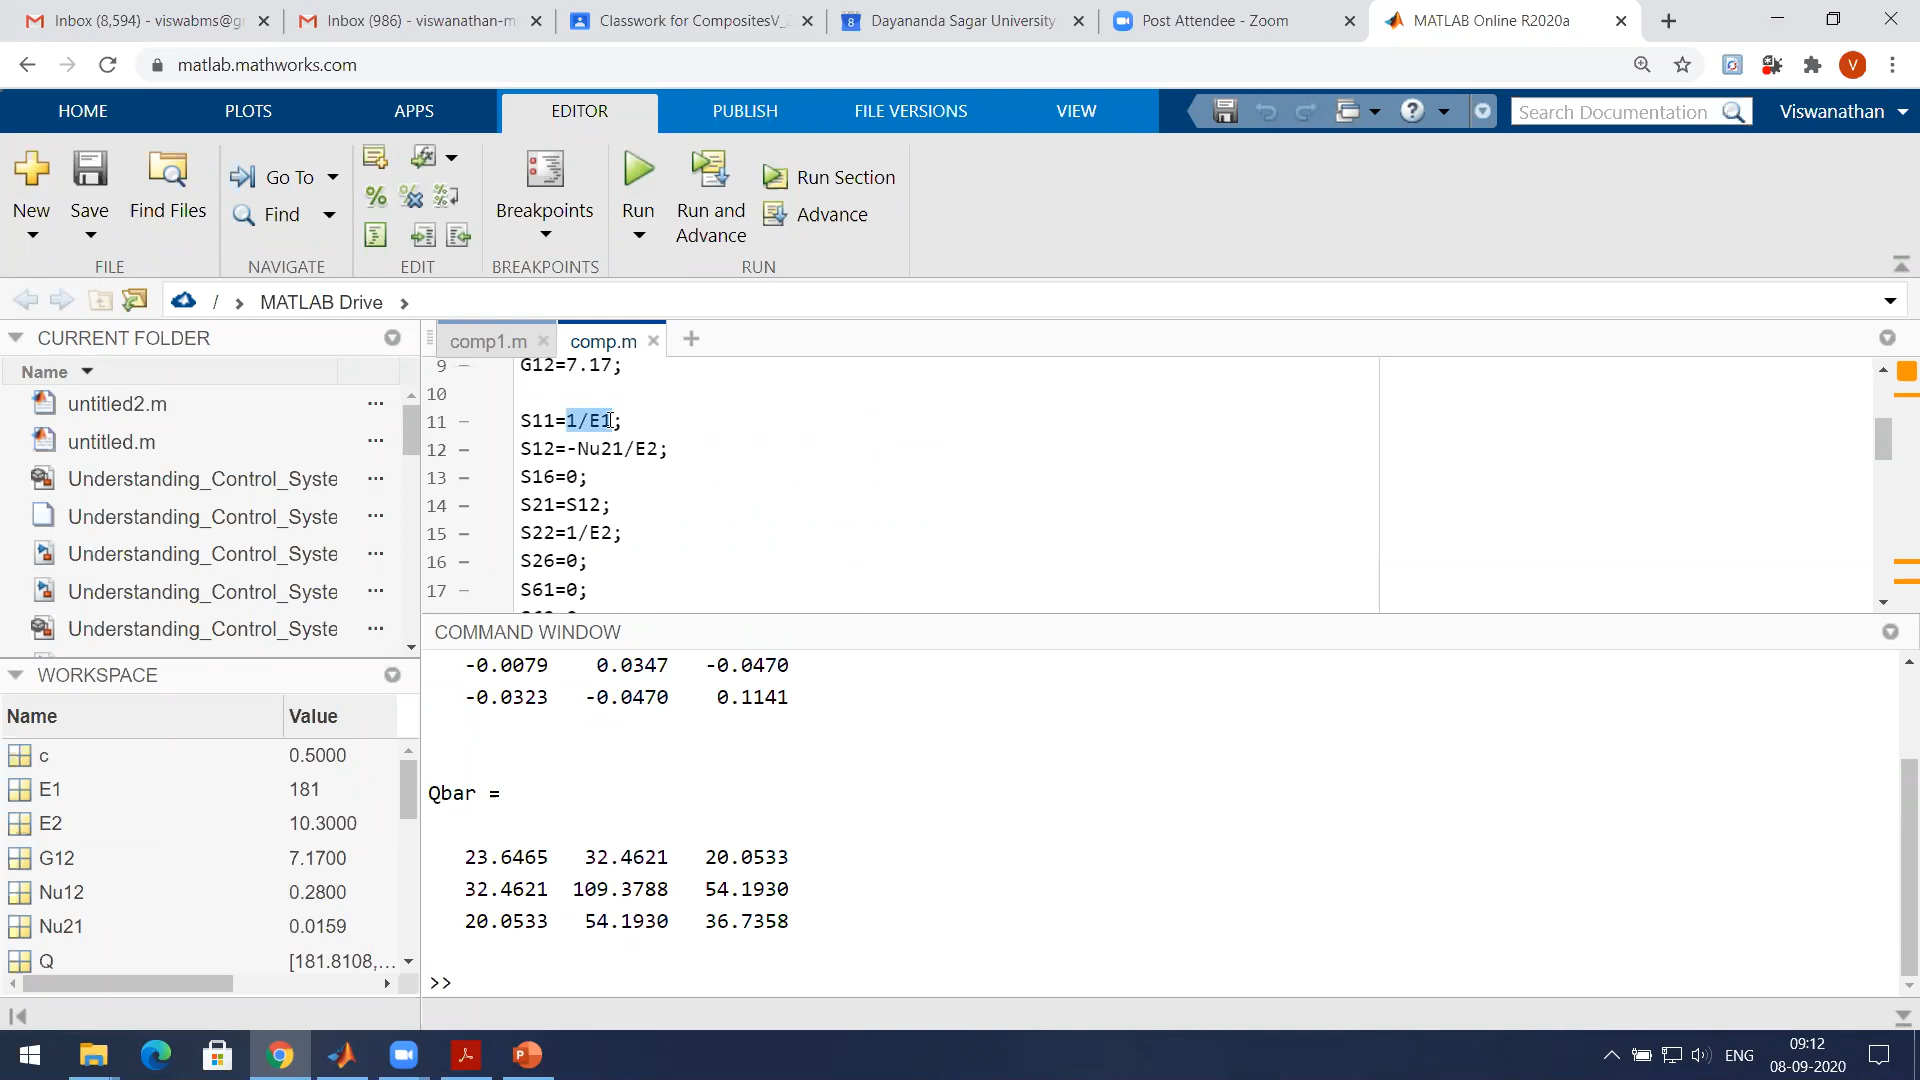 Inbox (8,594) - viswabms@gr
Inbox (986) - viswanathan-m
Classwork for CompositesV_2
Dayananda Sagar University
Post Attendee - Zoom
MATLAB Online R2020a
matlab.mathworks.com
V
HOME PLOTS APPS EDITOR PUBLISH FILE VERSIONS VIEW
Search Documentation
Viswanathan
New
Save
Find Files
Go To
Find
Breakpoints
Run
Run and
Advance
Run Section
Advance
FILE NAVIGATE EDIT BREAKPOINTS RUN
/ > MATLAB Drive >
CURRENT FOLDER
Name
untitled2.m
untitled.m
Understanding_Control_Syste
Understanding_Control_Syste
Understanding_Control_Syste
Understanding_Control_Syste
Understanding_Control_Syste
WORKSPACE
Name Value
c 0.5000
E1 181
E2 10.3000
G12 7.1700
Nu12 0.2800
Nu21 0.0159
Q [181.8108,...
comp1.m
comp.m
9 – G12=7.17;
10
11 – S11=1/E1;
12 – S12=-Nu21/E2;
13 – S16=0;
14 – S21=S12;
15 – S22=1/E2;
16 – S26=0;
17 – S61=0;
COMMAND WINDOW
-0.0079 0.0347 -0.0470
-0.0323 -0.0470 0.1141
Qbar =
23.6465 32.4621 20.0533
32.4621 109.3788 54.1930
20.0533 54.1930 36.7358
>>
ENG
09:12
08-09-2020